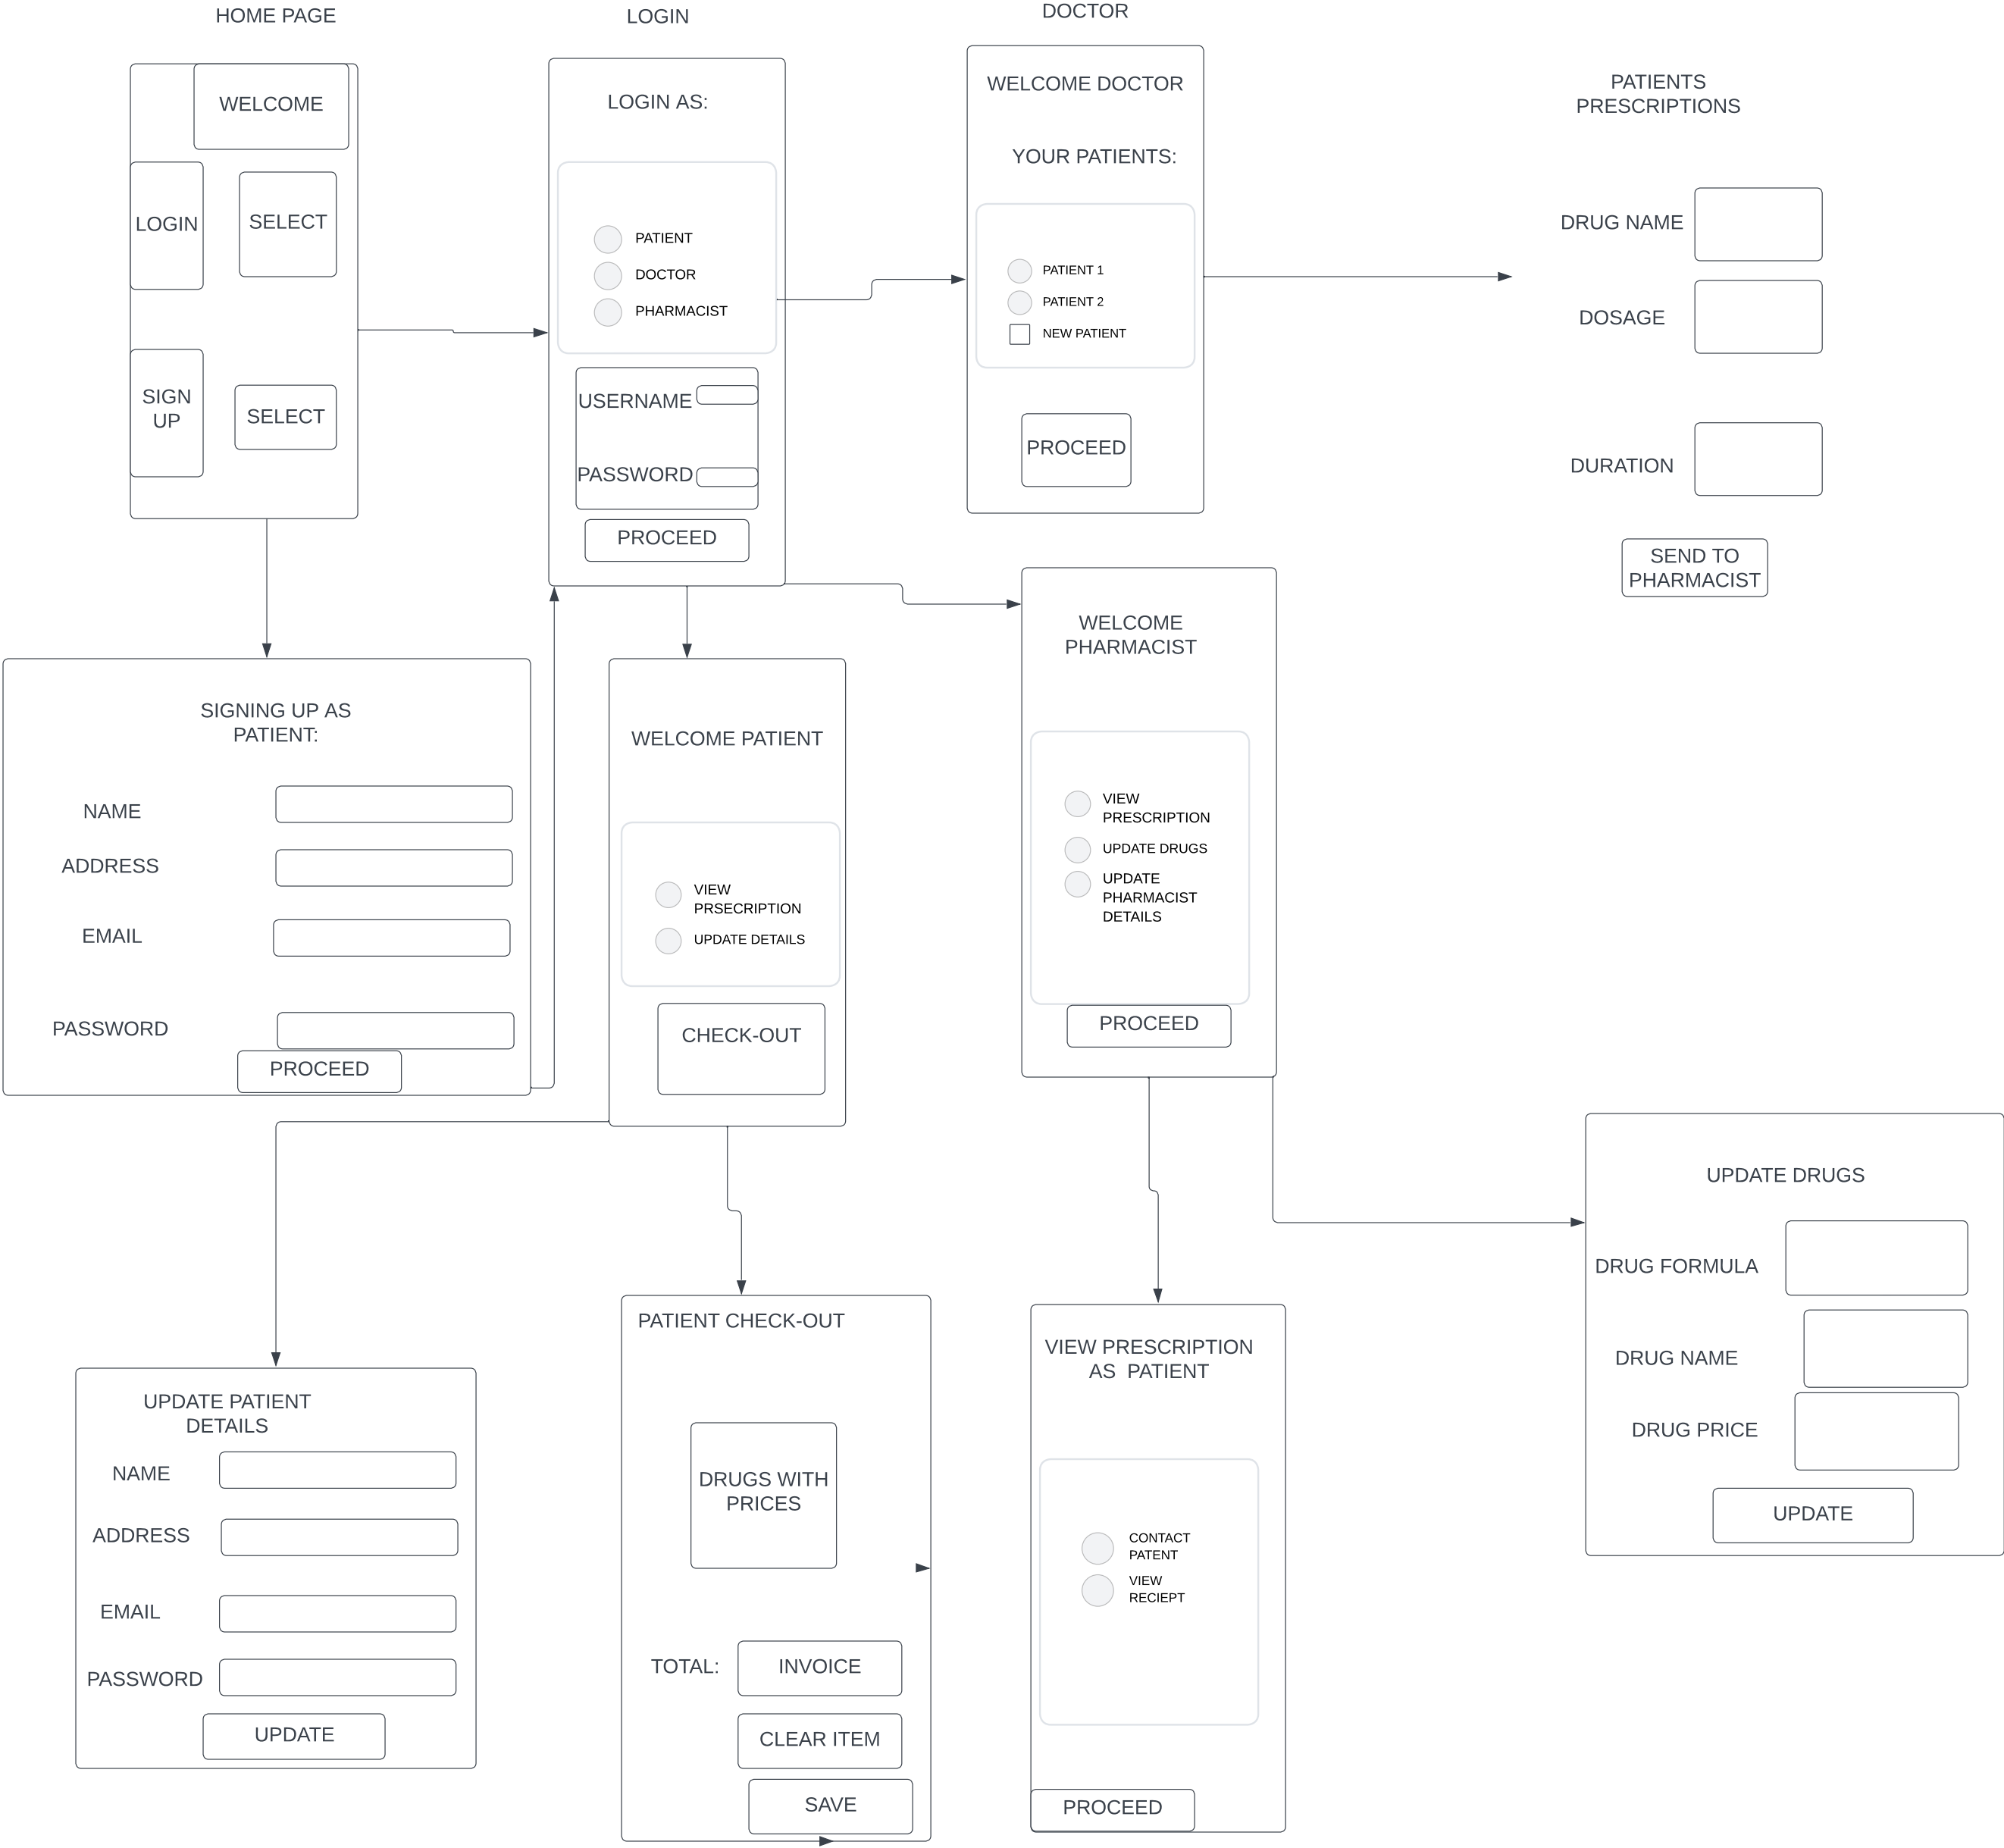 HOME PAGE
WELCOME
LOGIN
SELECT
SIGN
UP
SELECT
LOGIN
LOGIN AS:
PATIENT
DOCTOR
PHARMACIST
USERNAME
PASSWORD
PROCEED
DOCTOR
WELCOME DOCTOR
YOUR PATIENTS:
PATIENT 1
PATIENT 2
NEW PATIENT
PROCEED
PATIENTS
PRESCRIPTIONS
DRUG NAME
DOSAGE
DURATION
SEND TO
PHARMACIST
SIGNING UP AS
PATIENT:
NAME
ADDRESS
EMAIL
PASSWORD
PROCEED
WELCOME PATIENT
VIEW
PRSECRIPTION
UPDATE DETAILS
CHECK-OUT
WELCOME
PHARMACIST
VIEW
PRESCRIPTION
UPDATE DRUGS
UPDATE
PHARMACIST
DETAILS
PROCEED
UPDATE PATIENT
DETAILS
NAME
ADDRESS
EMAIL
PASSWORD
UPDATE
PATIENT CHECK-OUT
DRUGS WITH
PRICES
TOTAL:
INVOICE
CLEAR ITEM
SAVE
VIEW PRESCRIPTION
AS  PATIENT
CONTACT
PATENT
VIEW
RECIEPT
PROCEED
UPDATE DRUGS
DRUG FORMULA
DRUG NAME
DRUG PRICE
UPDATE